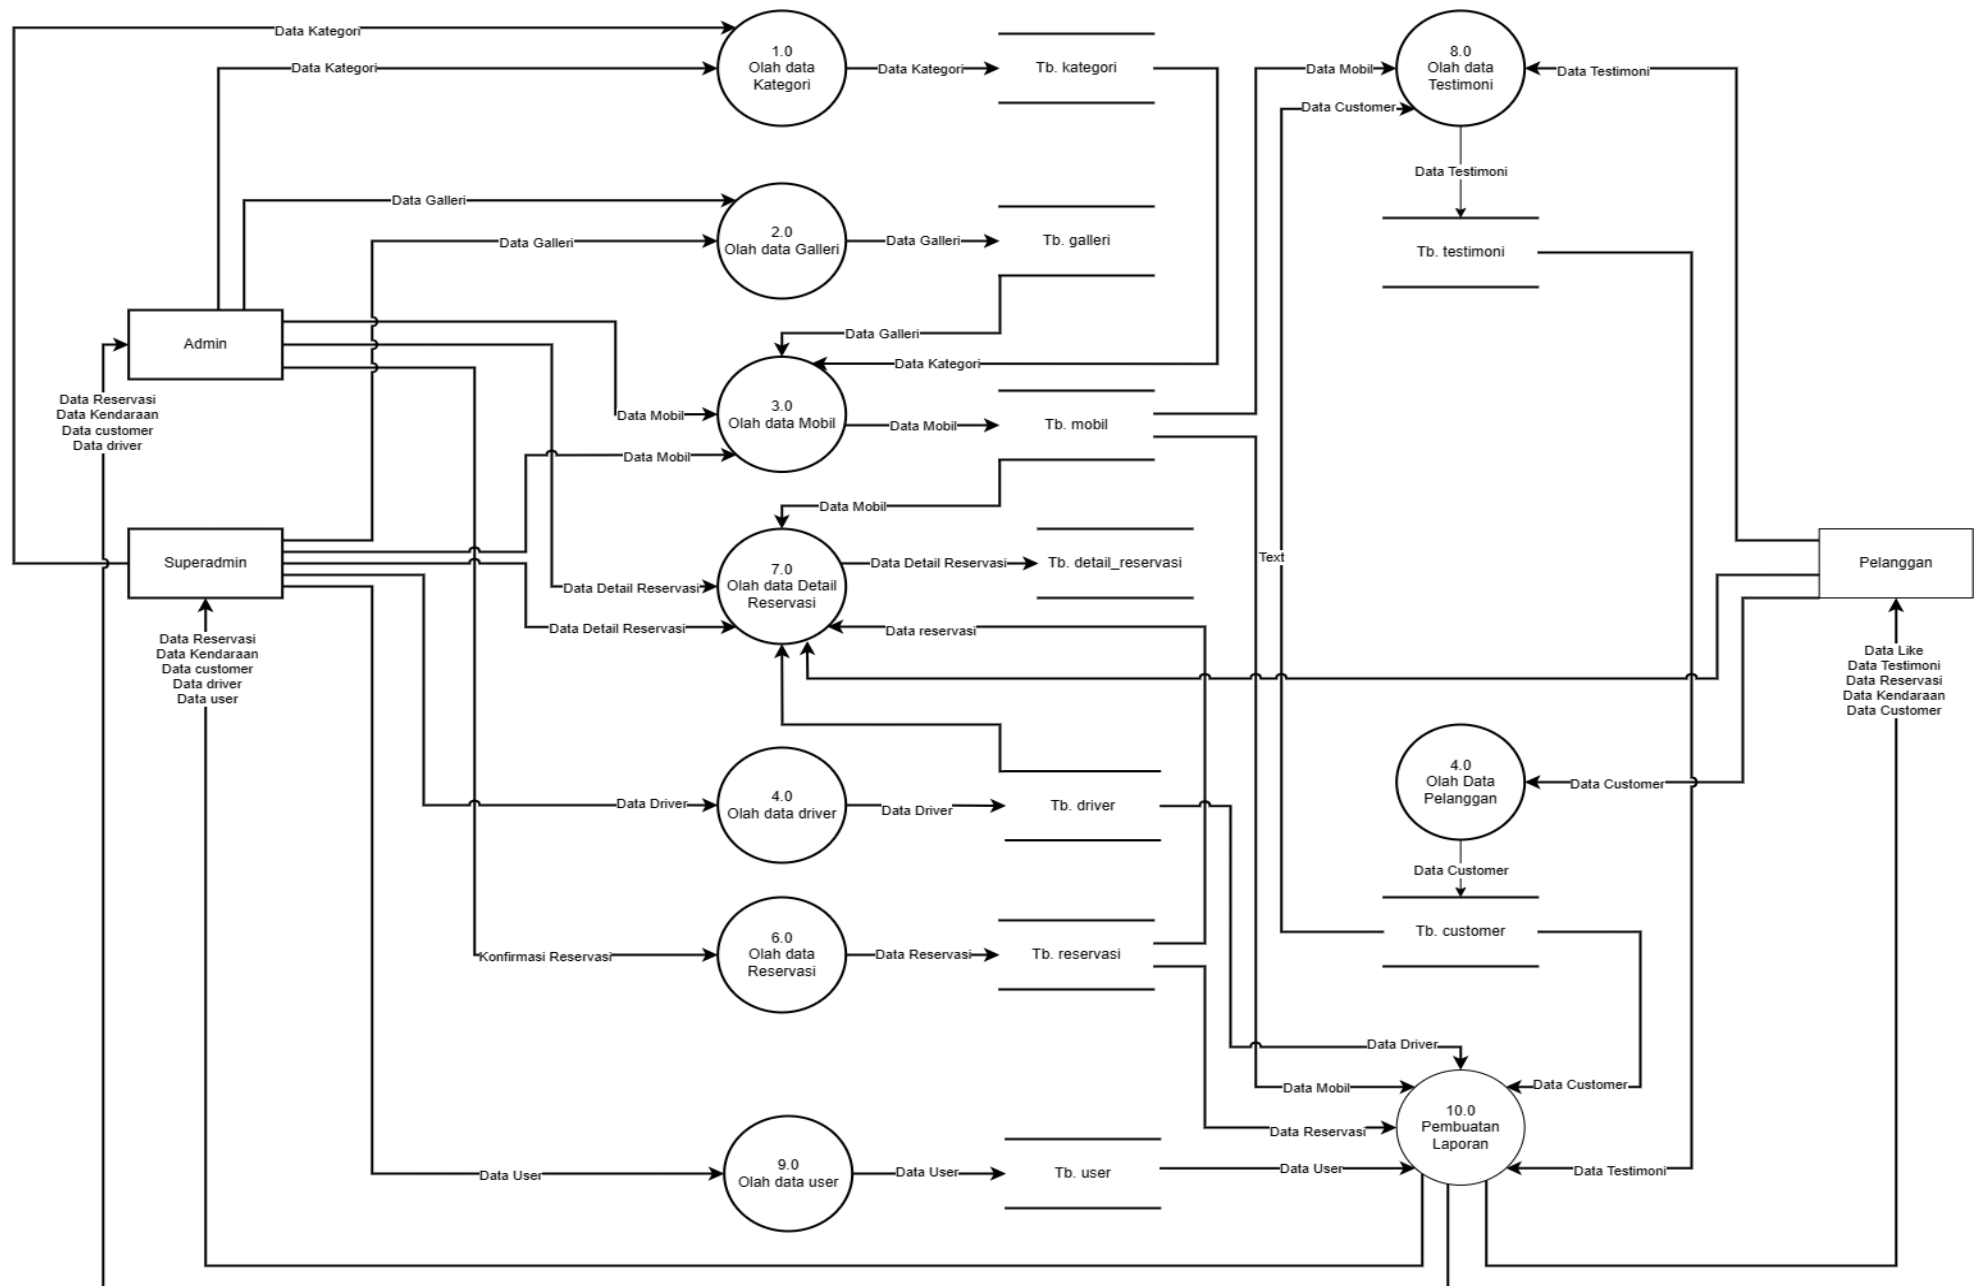 Data Kategori
1.0
Olah data
Kategori
Data Kategori
Data Kategori
Tb. kategori
Data Mobil
8.0
Olah data
Testimoni
Data Testimoni
Data Customer
Data Testimoni
Data Galleri
2.0
Olah data Galleri
Data Galleri
Data Galleri
Tb. galleri
Tb. testimoni
Admin
Data Galleri
Data Kategori
Data Reservasi
Data Kendaraan
Data customer
Data driver
Data Mobil
3.0
Olah data Mobil
Data Mobil
Tb. mobil
Data Mobil
Data Mobil
Superadmin
7.0
Olah data Detail
Reservasi
Data Detail Reservasi
Tb. detail_reservasi
Text
Pelanggan
Data Detail Reservasi
Data Detail Reservasi
Data reservasi
Data Reservasi
Data Kendaraan
Data customer
Data driver
Data user
Data Like
Data Testimoni
Data Reservasi
Data Kendaraan
Data Customer
4.0
Olah Data
Pelanggan
Data Customer
Data Driver
4.0
Olah data driver
Data Driver
Tb. driver
Data Customer
Konfirmasi Reservasi
6.0
Olah data
Reservasi
Data Reservasi
Tb. reservasi
Tb. customer
Data Driver
Data Mobil
Data Customer
10.0
Pembuatan
Laporan
Data Reservasi
Data User
9.0
Olah data user
Data User
Tb. user
Data User
Data Testimoni